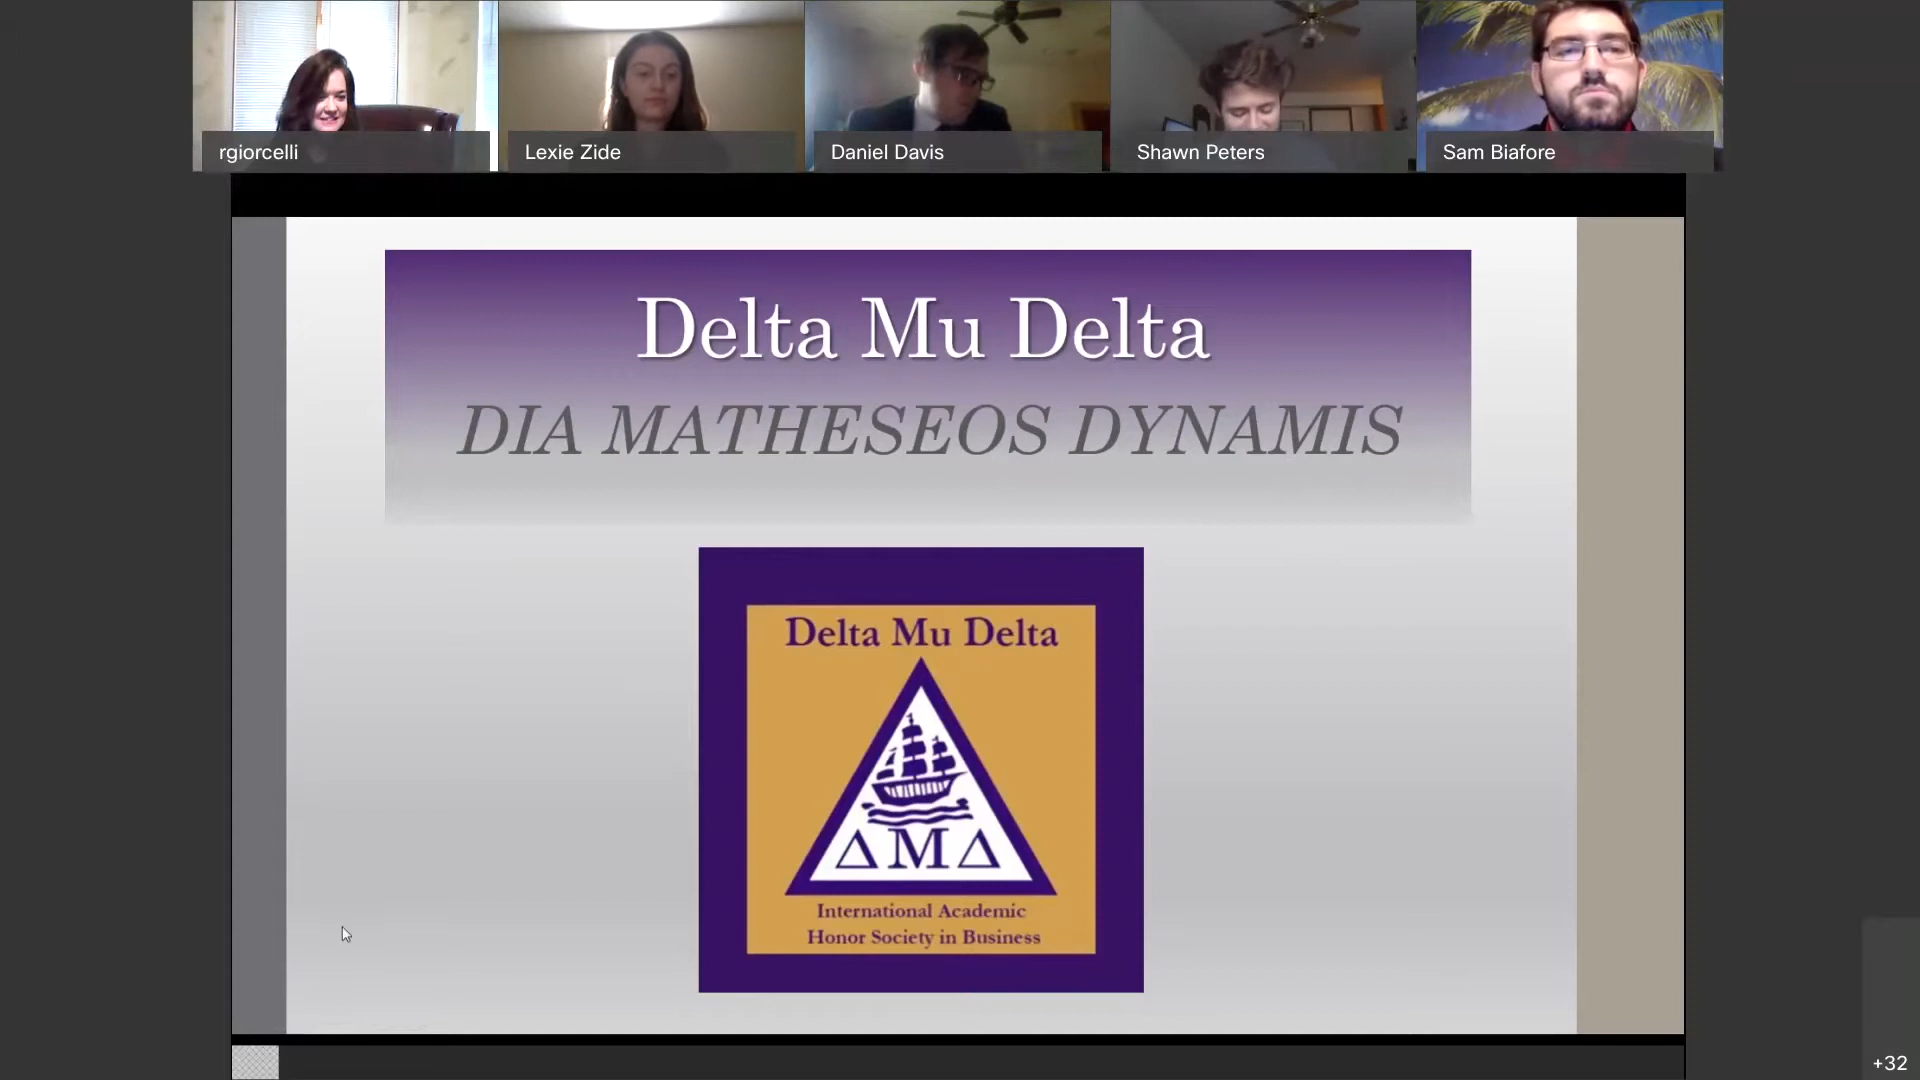 rgiorcelli
Lexie Zide
Daniel Davis
Shawn Peters
Sam Biafore
Delta Mu Delta
DIA MATHESEOS DYNAMIS
Delta Mu Delta
ΔΜΔ
International Academic
Honor Society in Business
+32